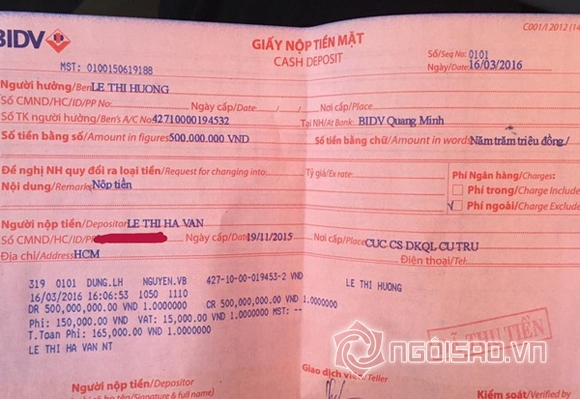 BIDV
GIẤY NỘP TIỀN MẶT
CASH DEPOSIT
C001/12012 (14
MST: 0100150619188
Số/Seq No: 0101
Ngày/Date: 16/03/2016
Người hưởng/Ben LE THI HUONG
Số CMND/HC/ID/PP No: Ngày cấp/Date: Nơi cấp/Place:
Số TK người hưởng/Ben's A/C No: 42710000194532 Tại NH/At Bank: BIDV Quang Minh
Số tiền bằng số/Amount in figures 500.000.000 VND Số tiền bằng chữ/Amount in words Năm trăm triệu đồng./
Đề nghị NH quy đổi ra loại tiền/Request for changing into: Tỷ giá/Ex rate:
Nội dung/Remarks Nôp tiền
Phí Ngân hàng/Charges:
Phí trong/Charge Include
Phí ngoài/Charge Exclude
Người nộp tiền/Depositor LE THI HA VAN
Số CMND/HC/ID/PP Ngày cấp/Date 19/11/2015 Nơi cấp/Place CUC CS DKQL CU TRU
Địa chỉ/Address HCM Điện thoại/Tel:
319 0101 DUNG.LH NGUYEN.VB 427-10-00-019453-2 VND LE THI HUONG
16/03/2016 16:06:53 1050 1110
DR 500,000,000.00 VND 1.0000000 CR 500,000,000.00 VND 1.0000000
Phi: 150,000.00 VND VAT: 15,000.00 VND 1.0000000 MST: --
T.Toan Phi: 165,000.00 VND 1.0000000
LE THI HA VAN NT
ĐÃ THU TIỀN
NGÔISAO.VN
Người nộp tiền/Depositor Giao dịch viên/Teller Kiểm soát/Verified by
(Signature & full name)